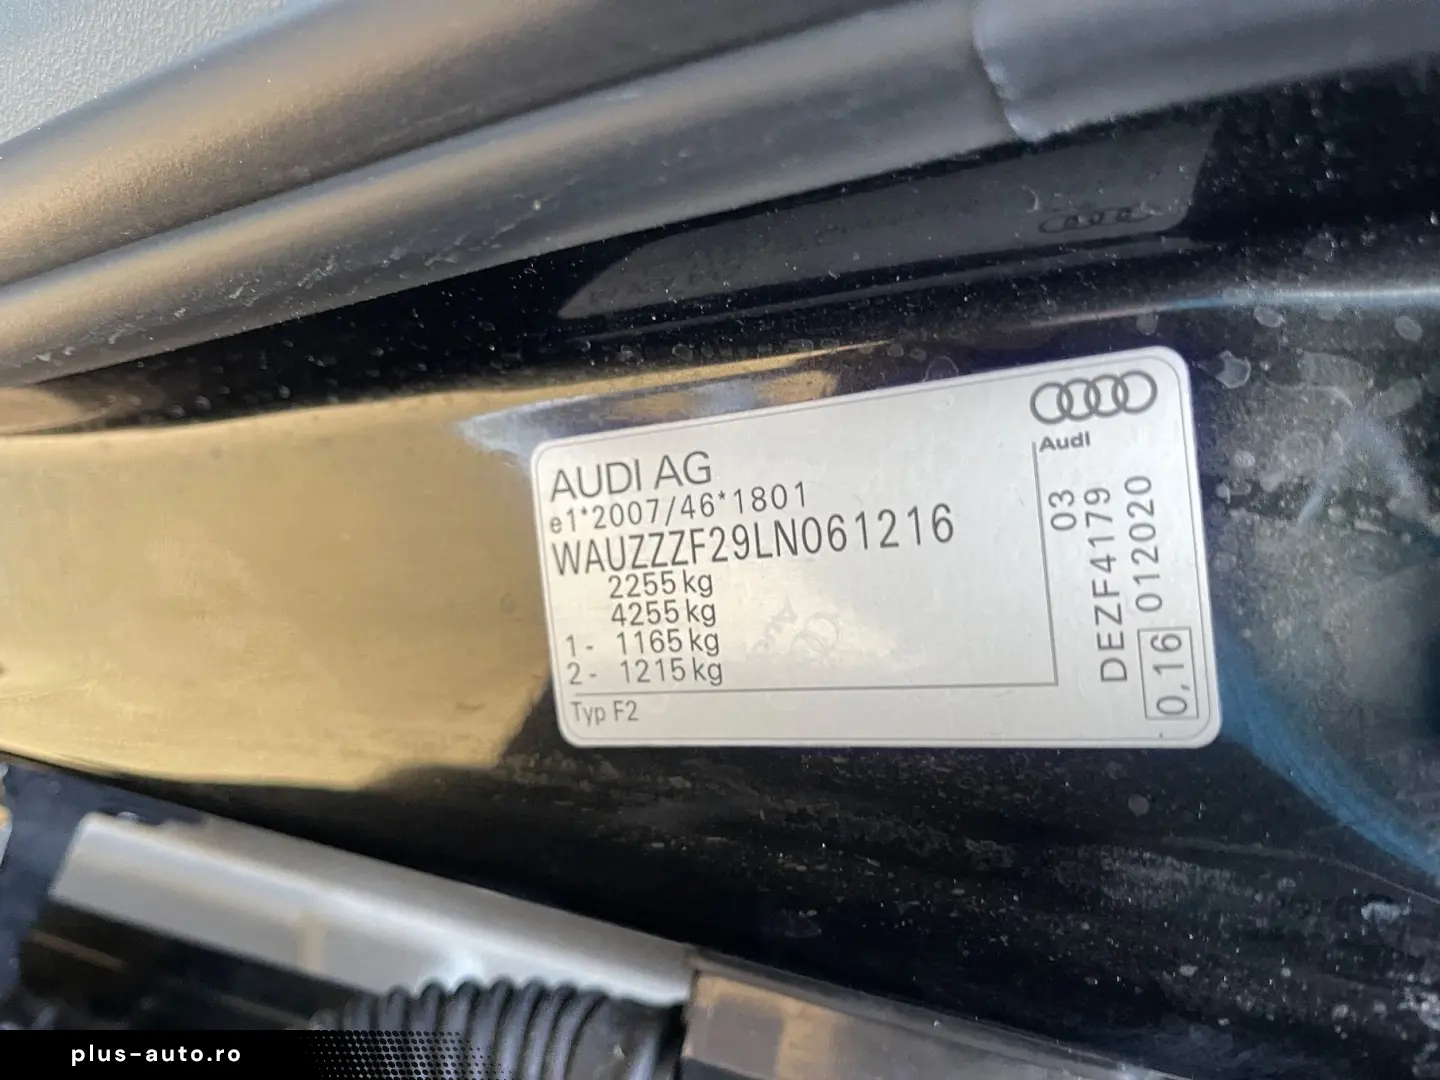 AUDI AG
e1*2007/46*1801
WAUZZZF29LN061216
2255 kg
4255 kg
1- 1165 kg
2- 1215 kg
Typ F2
Audi
03
DEZF4179
0,16 012020
plus-auto.ro